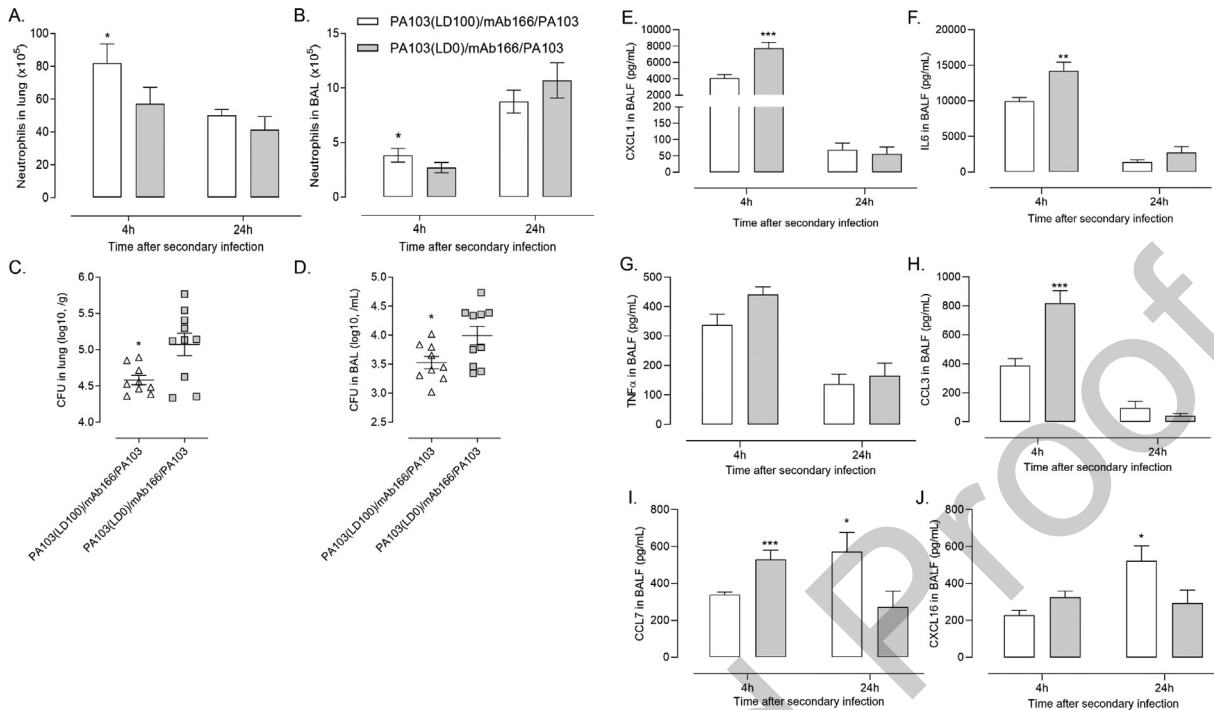 A.
Neutrophils in lung (x10⁵)
100
80
60
40
20
0
*
4h
24h
Time after secondary infection
B.
PA103(LD100)/mAb166/PA103
PA103(LD0)/mAb166/PA103
Neutrophils in BAL (x10⁵)
15
10
5
0
*
4h
24h
Time after secondary infection
C.
CFU in lung (log10, /g)
6.0
5.5
5.0
4.5
4.0
*
PA103(LD100)/mAb166/PA103
PA103(LD0)/mAb166/PA103
D.
CFU in BAL (log10, /mL)
5.0
4.5
4.0
3.5
3.0
2.5
*
PA103(LD100)/mAb166/PA103
PA103(LD0)/mAb166/PA103
E.
CXCL1 in BALF (pg/mL)
10000
8000
6000
4000
2000
200
150
100
50
0
***
4h
24h
Time after secondary infection
F.
IL6 in BALF (pg/mL)
20000
15000
10000
5000
0
**
4h
24h
Time after secondary infection
G.
TNFα in BALF (pg/mL)
500
400
300
200
100
0
4h
24h
Time after secondary infection
H.
CCL3 in BALF (pg/mL)
1000
800
600
400
200
0
***
4h
24h
Time after secondary infection
I.
CCL7 in BALF (pg/mL)
800
600
400
200
0
***
*
4h
24h
Time after secondary infection
J.
CXCL16 in BALF (pg/mL)
800
600
400
200
0
*
4h
24h
Time after secondary infection
Proof